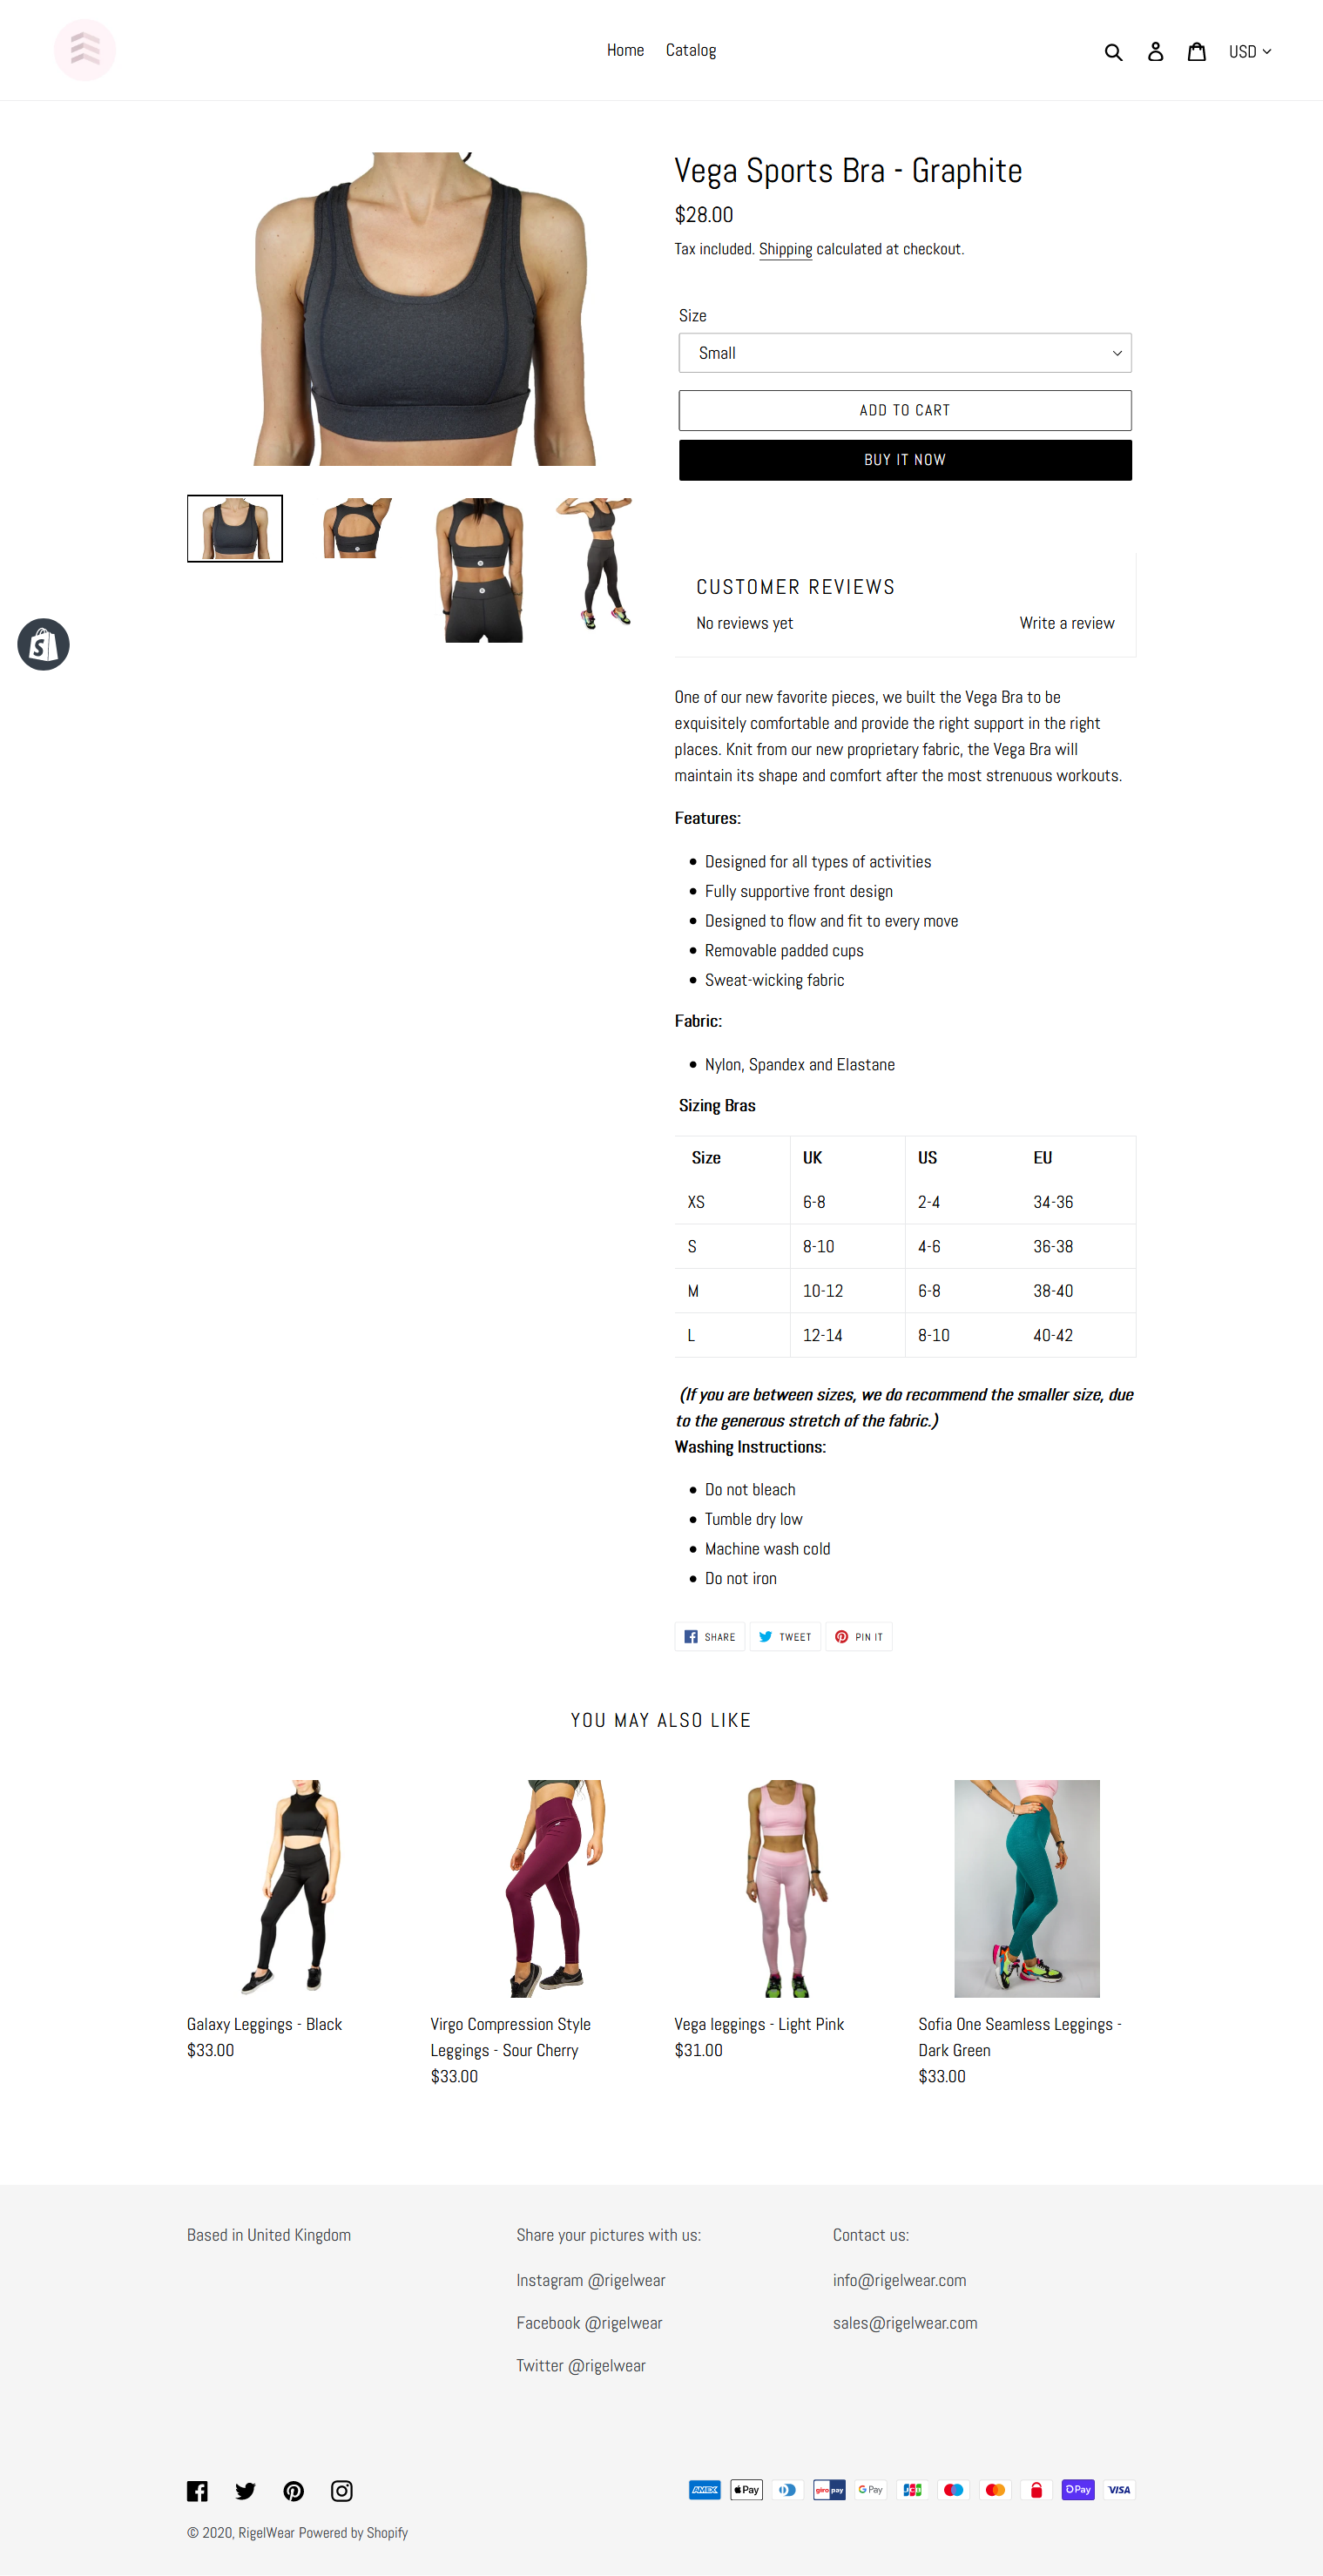 Home Catalog
USD
Vega Sports Bra - Graphite
$28.00
Tax included. Shipping calculated at checkout.
Size
Small
ADD TO CART
BUY IT NOW
CUSTOMER REVIEWS
No reviews yet Write a review
One of our new favorite pieces, we built the Vega Bra to be
exquisitely comfortable and provide the right support in the right
places. Knit from our new proprietary fabric, the Vega Bra will
maintain its shape and comfort after the most strenuous workouts.
Features:
Designed for all types of activities
Fully supportive front design
Designed to flow and fit to every move
Removable padded cups
Sweat-wicking fabric
Fabric:
Nylon, Spandex and Elastane
Sizing Bras
Size UK US EU
XS 6-8 2-4 34-36
S 8-10 4-6 36-38
M 10-12 6-8 38-40
L 12-14 8-10 40-42
(If you are between sizes, we do recommend the smaller size, due
to the generous stretch of the fabric.)
Washing Instructions:
Do not bleach
Tumble dry low
Machine wash cold
Do not iron
SHARE TWEET PIN IT
YOU MAY ALSO LIKE
Galaxy Leggings - Black
$33.00
Virgo Compression Style
Leggings - Sour Cherry
$33.00
Vega leggings - Light Pink
$31.00
Sofia One Seamless Leggings -
Dark Green
$33.00
Based in United Kingdom
Share your pictures with us:
Instagram @rigelwear
Facebook @rigelwear
Twitter @rigelwear
Contact us:
info@rigelwear.com
sales@rigelwear.com
AMEX Pay giro pay G Pay JCB Pay VISA
© 2020, RigelWear Powered by Shopify